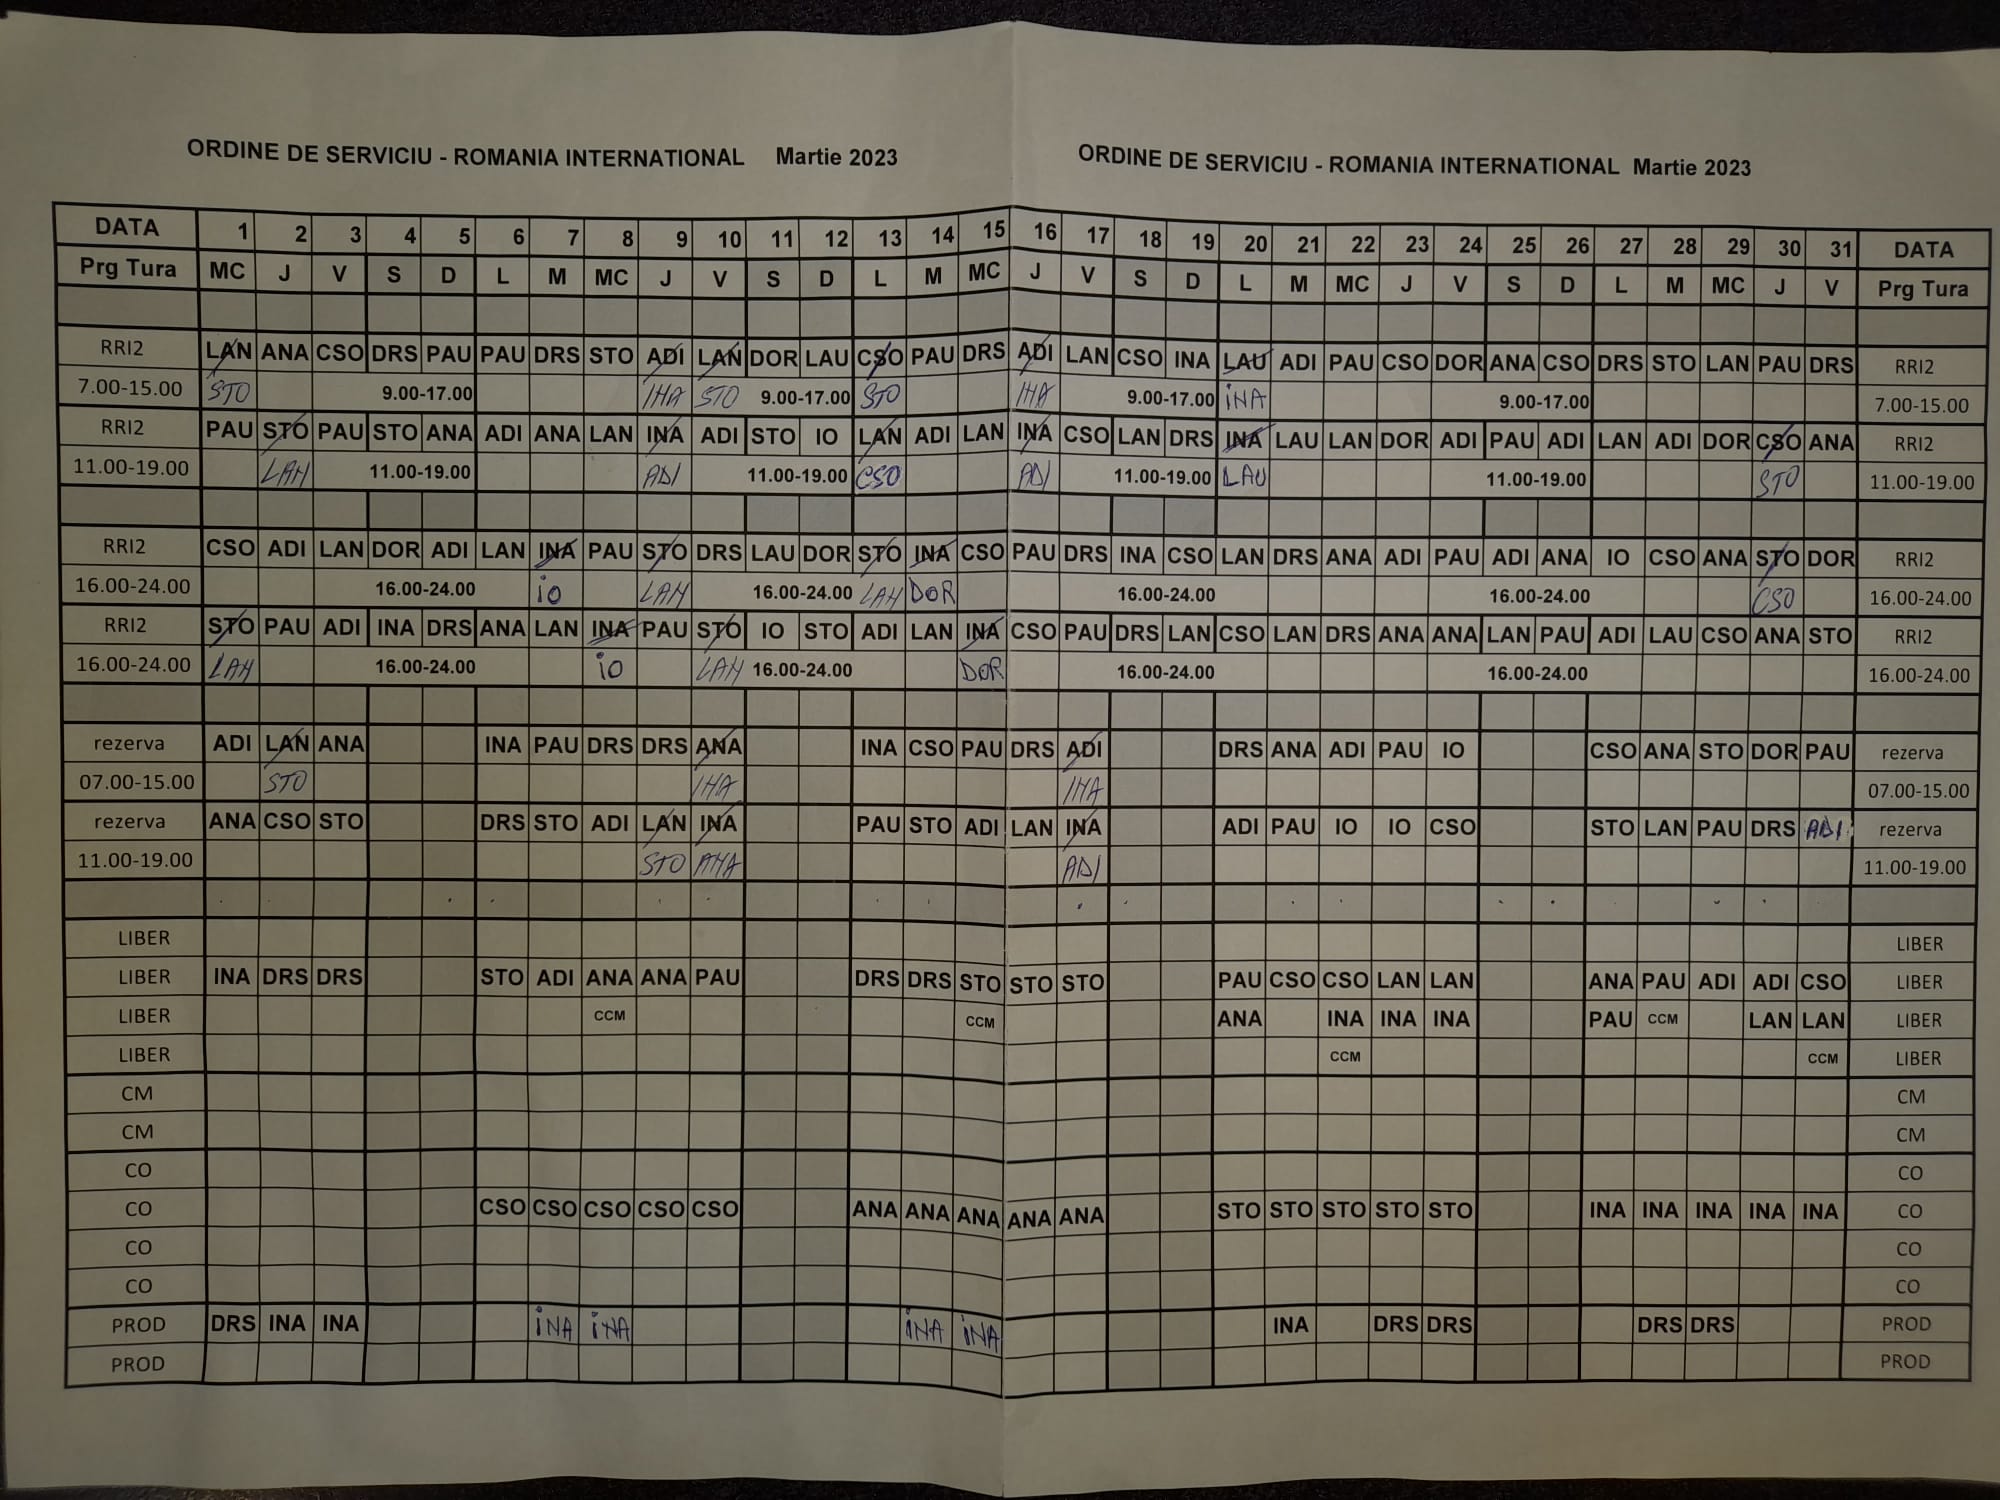 ORDINE DE SERVICIU - ROMANIA INTERNATIONAL Martie 2023 ORDINE DE SERVICIU - ROMANIA INTERNATIONAL Martie 2023
DATA 1 2 3 4 5 6 7 8 9 10 11 12 13 14 15 16 17 18 19 20 21 22 23 24 25 26 27 28 29 30 31 DATA
Prg Tura MC J V S D L M MC J V S D L M MC J V S D L M MC J V S D L M MC J V Prg Tura
RRI2 LAN ANA CSO DRS PAU PAU DRS STO ADI LAN DOR LAU CSO PAU DRS ADI LAN CSO INA LAU ADI PAU CSO DOR ANA CSO DRS STO LAN PAU DRS RRI2
7.00-15.00 STO 9.00-17.00 INA STO 9.00-17.00 STO INA 9.00-17.00 INA 9.00-17.00 7.00-15.00
RRI2 PAU STO PAU STO ANA ADI ANA LAN INA ADI STO IO LAN ADI LAN INA CSO LAN DRS INA LAU LAN DOR ADI PAU ADI LAN ADI DOR CSO ANA RRI2
11.00-19.00 LAN 11.00-19.00 ADI 11.00-19.00 CSO ADI 11.00-19.00 LAU 11.00-19.00 STO 11.00-19.00
RRI2 CSO ADI LAN DOR ADI LAN INA PAU STO DRS LAU DOR STO INA CSO PAU DRS INA CSO LAN DRS ANA ADI PAU ADI ANA IO CSO ANA STO DOR RRI2
16.00-24.00 16.00-24.00 io LAN 16.00-24.00 LAN DOR 16.00-24.00 16.00-24.00 CSO 16.00-24.00
RRI2 STO PAU ADI INA DRS ANA LAN INA PAU STO IO STO ADI LAN INA CSO PAU DRS LAN CSO LAN DRS ANA ANA LAN PAU ADI LAU CSO ANA STO RRI2
16.00-24.00 LAN 16.00-24.00 io LAN 16.00-24.00 DOR 16.00-24.00 16.00-24.00 16.00-24.00
rezerva ADI LAN ANA INA PAU DRS DRS ANA INA CSO PAU DRS ADI DRS ANA ADI PAU IO CSO ANA STO DOR PAU rezerva
07.00-15.00 STO INA INA 07.00-15.00
rezerva ANA CSO STO DRS STO ADI LAN INA PAU STO ADI LAN INA ADI PAU IO IO CSO STO LAN PAU DRS ADI rezerva
11.00-19.00 STO ANA ADI 11.00-19.00
LIBER LIBER
LIBER INA DRS DRS STO ADI ANA ANA PAU DRS DRS STO STO STO PAU CSO CSO LAN LAN ANA PAU ADI ADI CSO LIBER
LIBER CCM CCM ANA INA INA INA PAU CCM LAN LAN LIBER
LIBER CCM CCM LIBER
CM CM
CM CM
CO CO
CO CSO CSO CSO CSO CSO ANA ANA ANA ANA ANA STO STO STO STO STO INA INA INA INA INA CO
CO CO
CO CO
PROD DRS INA INA iNA iNA iNA iNA INA DRS DRS DRS DRS PROD
PROD PROD